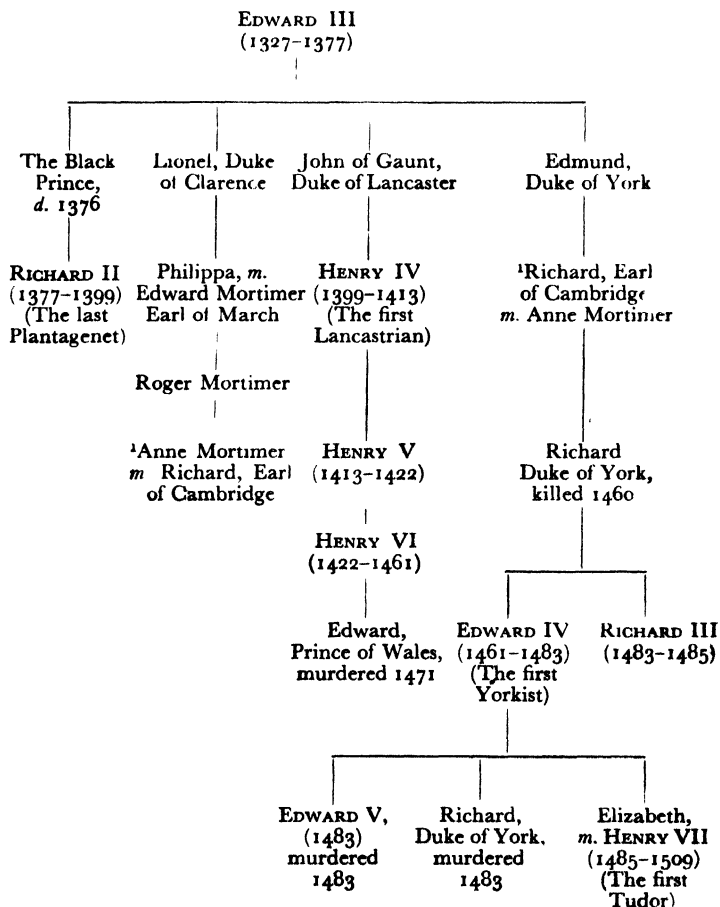 EDWARD III
(1327–1377)
The Black
Prince,
d. 1376
Lionel, Duke
of Clarence
John of Gaunt,
Duke of Lancaster
Edmund,
Duke of York
RICHARD II
(1377–1399)
(The last
Plantagenet)
Philippa, m.
Edward Mortimer
Earl of March
HENRY IV
(1399–1413)
(The first
Lancastrian)
¹Richard, Earl
of Cambridge
m. Anne Mortimer
Roger Mortimer
¹Anne Mortimer
m Richard, Earl
of Cambridge
HENRY V
(1413–1422)
Richard
Duke of York,
killed 1460
HENRY VI
(1422–1461)
Edward,
Prince of Wales,
murdered 1471
EDWARD IV
(1461–1483)
(The first
Yorkist)
RICHARD III
(1483–1485)
EDWARD V,
(1483)
murdered
1483
Richard,
Duke of York,
murdered
1483
Elizabeth,
m. HENRY VII
(1485–1509)
(The first
Tudor)